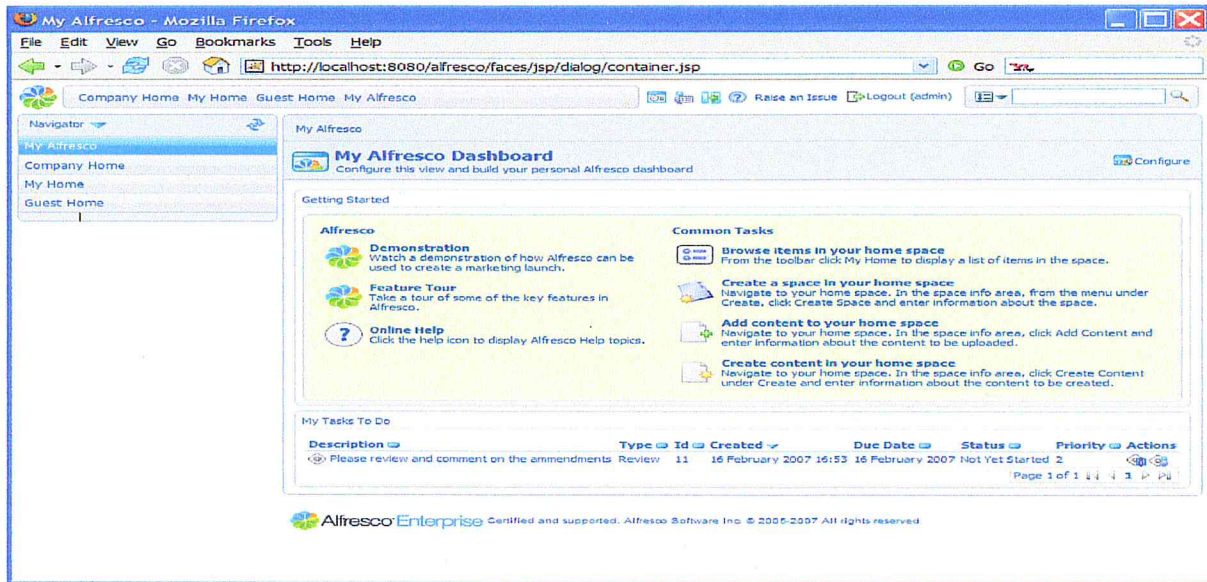 My Alfresco - Mozilla Firefox
File Edit View Go Bookmarks Tools Help
http://localhost:8080/alfresco/faces/jsp/dialog/container.jsp
Go
Company Home My Home Guest Home My Alfresco
Raise an Issue Logout (admin)
Navigator
My Alfresco
Company Home
My Home
Guest Home
My Alfresco
My Alfresco Dashboard
Configure this view and build your personal Alfresco dashboard
Configure
Getting Started
Alfresco
Demonstration
Watch a demonstration of how Alfresco can be
used to create a marketing launch.
Feature Tour
Take a tour of some of the key features in
Alfresco.
Online Help
Click the help icon to display Alfresco Help topics.
Common Tasks
Browse items in your home space
From the toolbar click My Home to display a list of items in the space.
Create a space in your home space
Navigate to your home space. In the space info area, from the menu under
Create, click Create Space and enter information about the space.
Add content to your home space
Navigate to your home space. In the space info area, click Add Content and
enter information about the content to be uploaded.
Create content in your home space
Navigate to your home space. In the space info area, click Create Content
under Create and enter information about the content to be created.
My Tasks To Do
Description Type Id Created Due Date Status Priority Actions
Please review and comment on the ammendments Review 11 16 February 2007 16:53 16 February 2007 Not Yet Started 2
Page 1 of 1 1
Alfresco Enterprise Certified and supported. Alfresco Software Inc. © 2005-2007 All rights reserved.